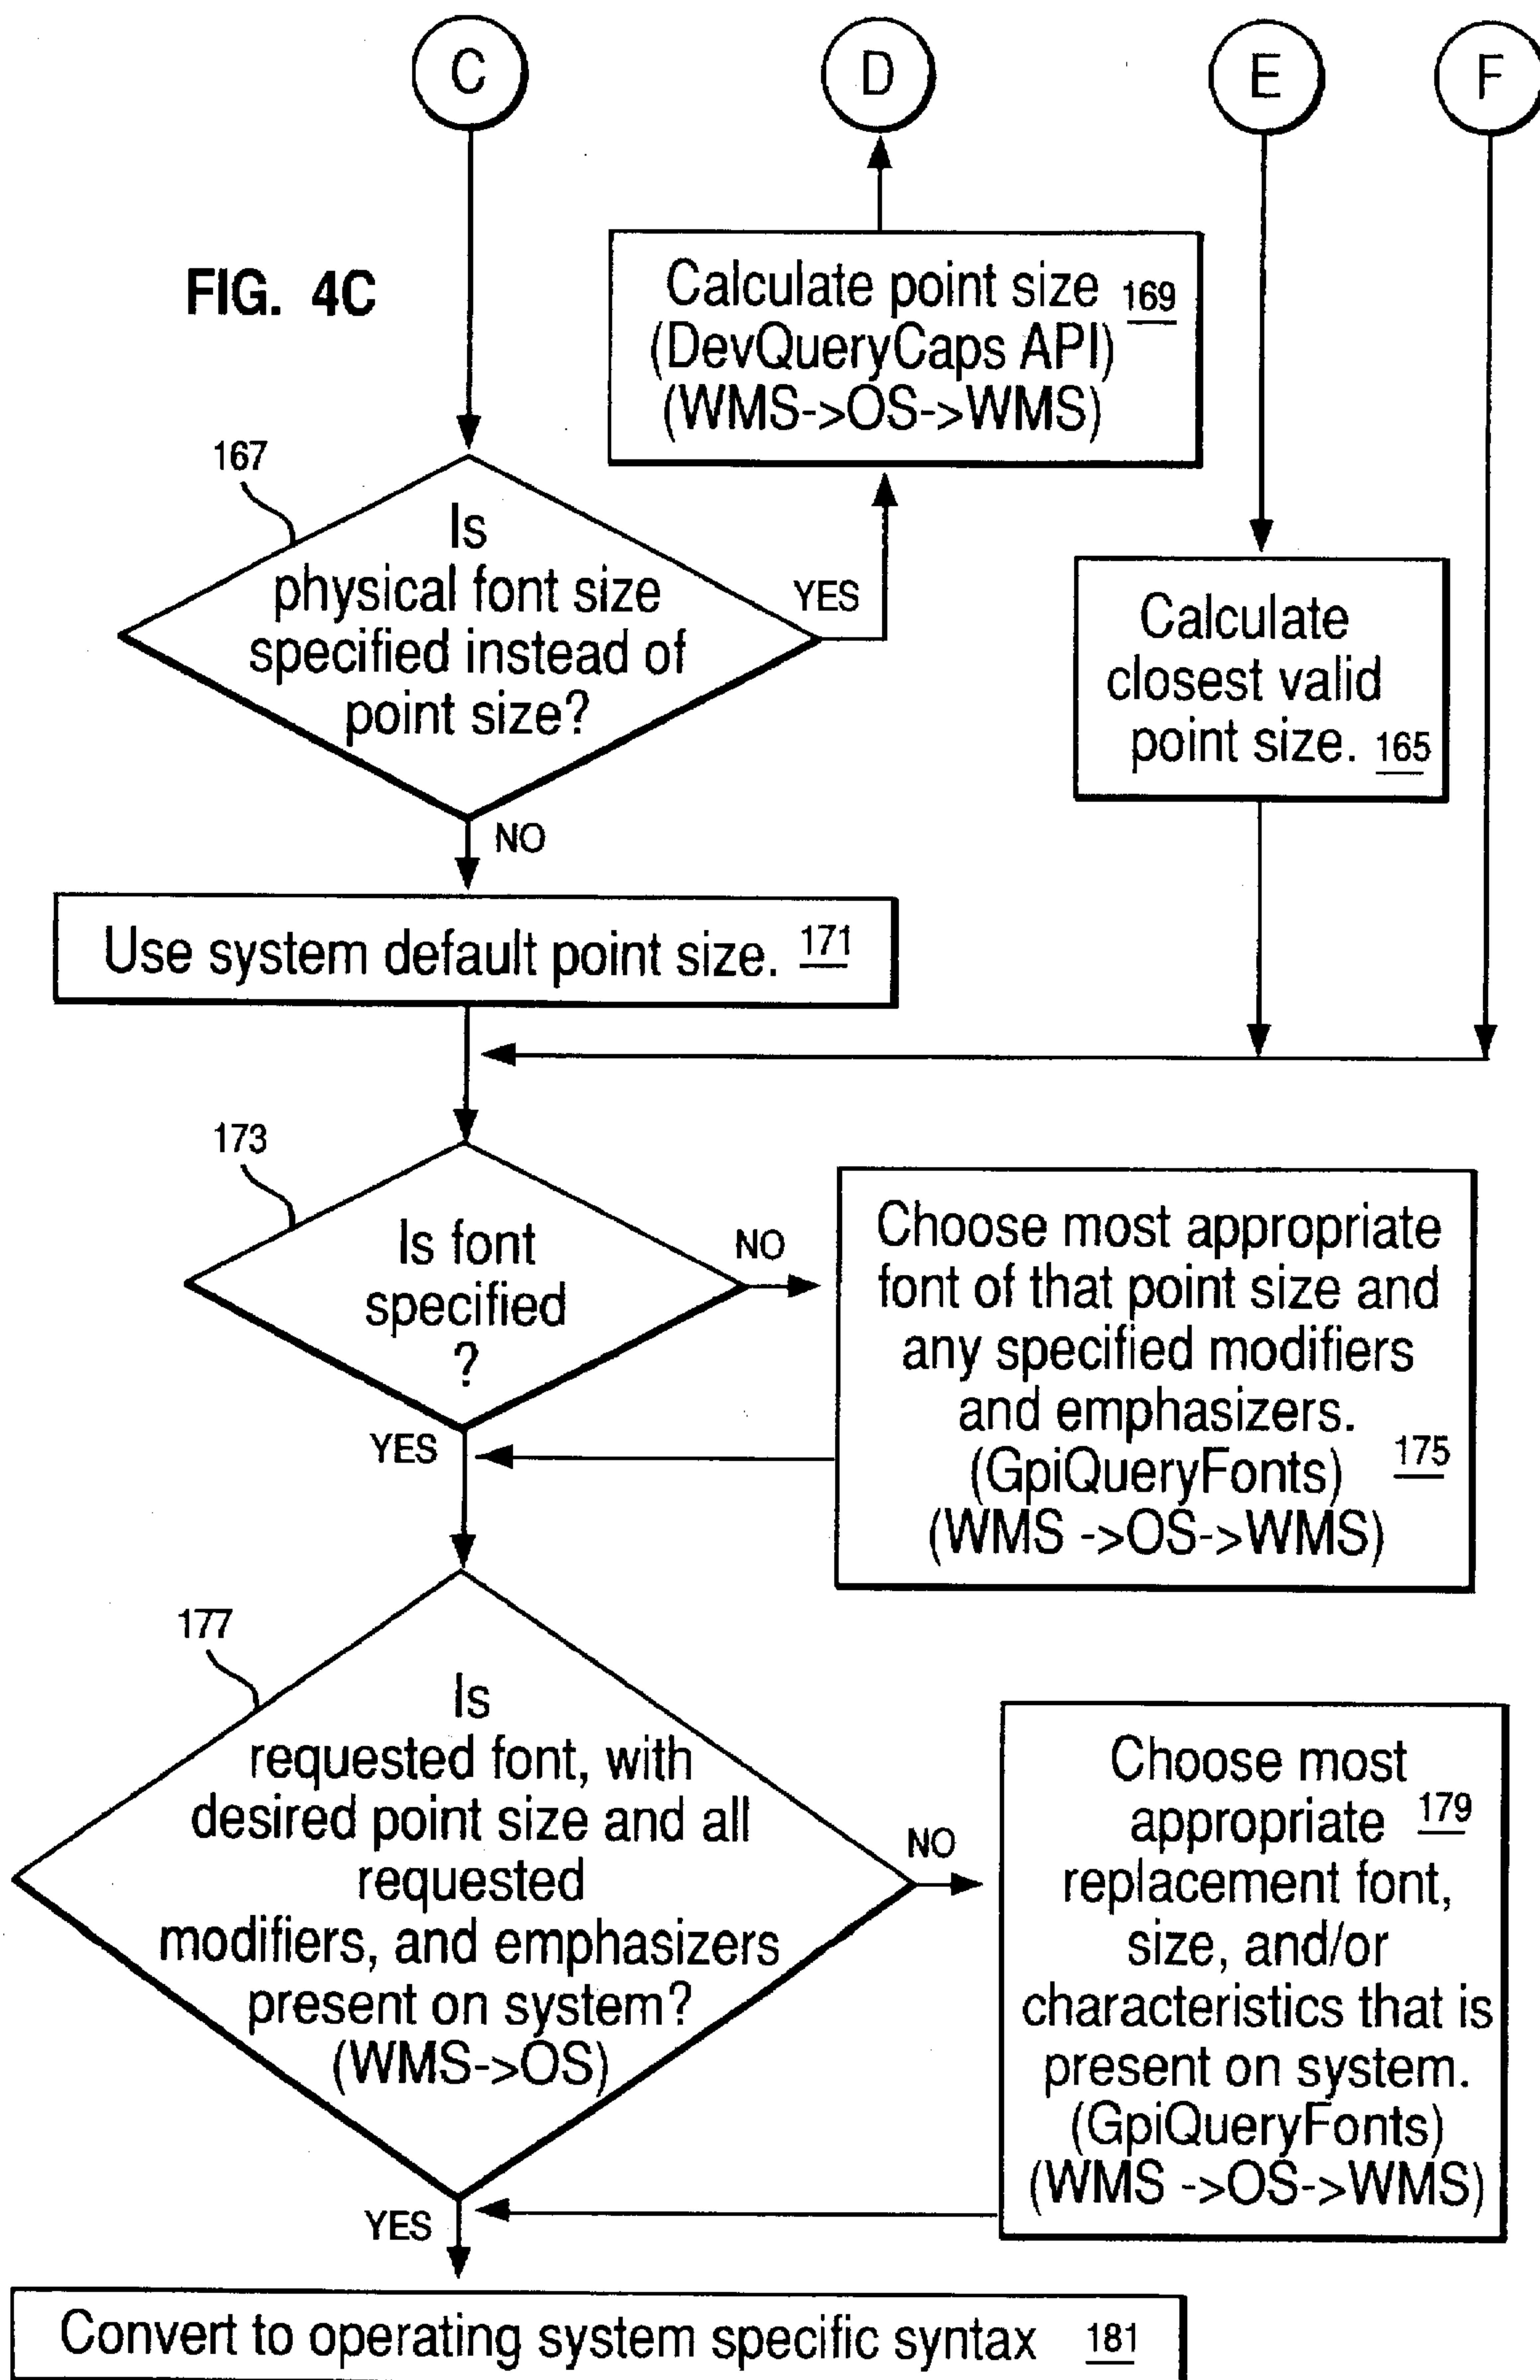 C
D
E
F
FIG. 4C
Calculate point size 169
(DevQueryCaps API)
(WMS->OS->WMS)
167
Is
physical font size
specified instead of
point size?
YES
NO
Calculate
closest valid
point size. 165
Use system default point size. 171
173
Is font
specified
?
NO
YES
Choose most appropriate
font of that point size and
any specified modifiers
and emphasizers.
(GpiQueryFonts) 175
(WMS ->OS->WMS)
177
Is
requested font, with
desired point size and all
requested
modifiers, and emphasizers
present on system?
(WMS->OS)
NO
YES
Choose most
appropriate 179
replacement font,
size, and/or
characteristics that is
present on system.
(GpiQueryFonts)
(WMS ->OS->WMS)
Convert to operating system specific syntax 181